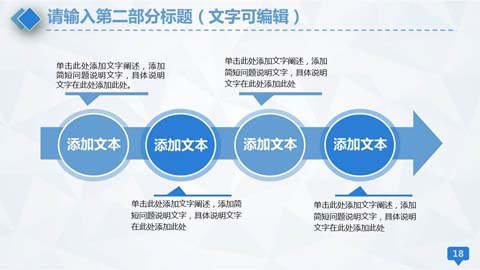 请输入第二部分标题（文字可编辑）
单击此处添加文字阐述，添加
简短问题说明文字，具体说明
文字在此处添加此处。
单击此处添加文字阐述，添加
简短问题说明文字，具体说明文字
在此处添加此处
添加文本
添加文本
添加文本
添加文本
单击此处添加文字阐述，添加简
短问题说明文字，具体说明文字
在此处添加此处
单击此处添加文字阐述，添加
简短问题说明文字，具体说明文字
在此处添加此处
18